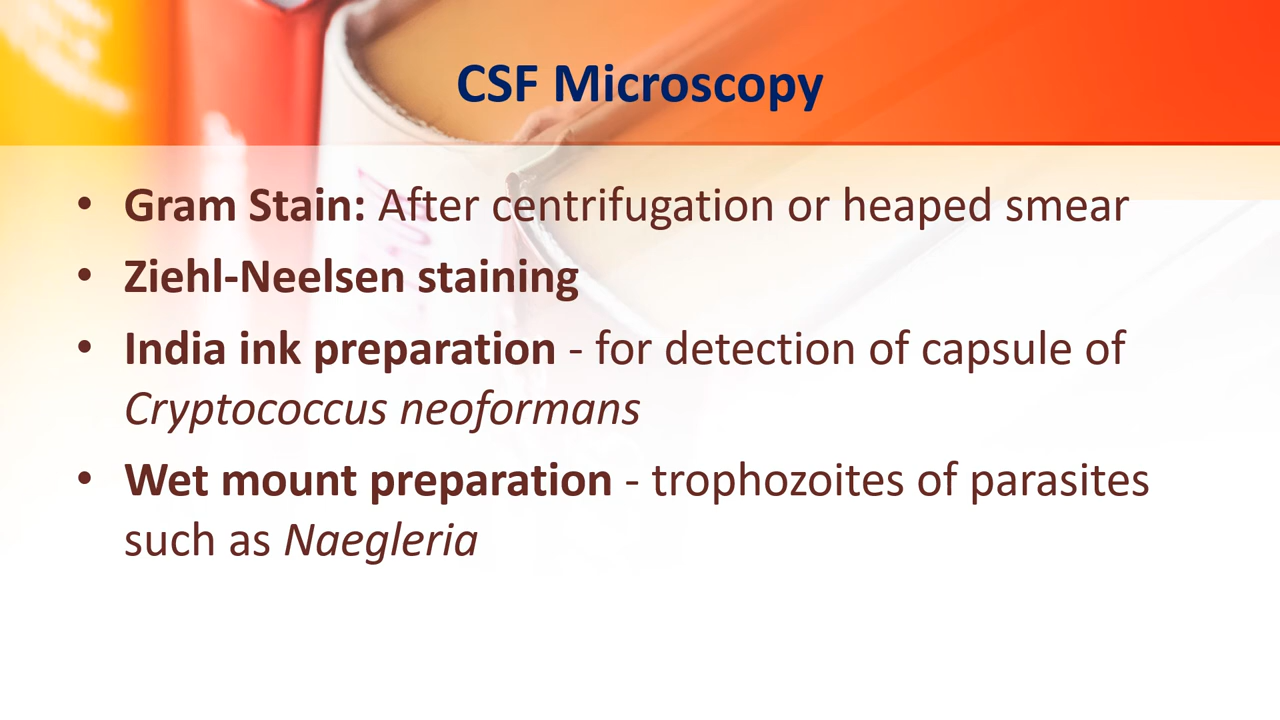 CSF Microscopy
• Gram Stain: After centrifugation or heaped smear
• Ziehl-Neelsen staining
• India ink preparation - for detection of capsule of
Cryptococcus neoformans
• Wet mount preparation - trophozoites of parasites
such as Naegleria